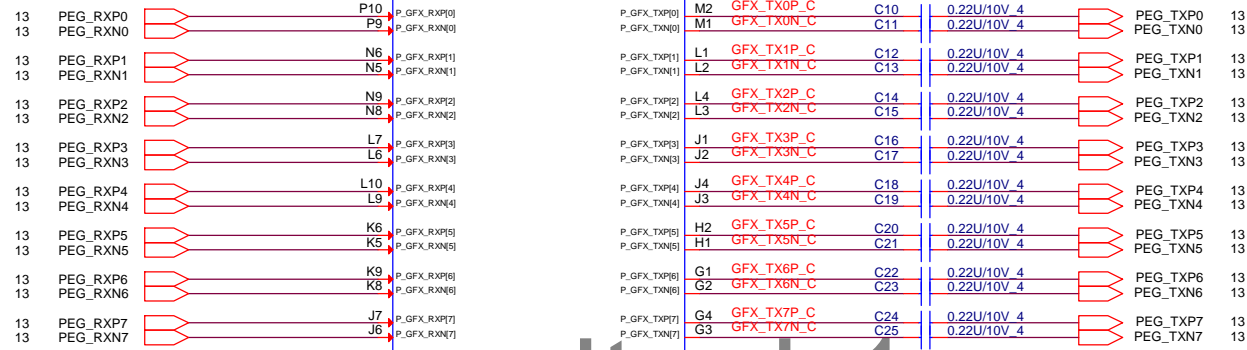 13 PEG_RXP0 P10 P_GFX_RXP[0] P_GFX_TXP[0] M2 GFX_TX0P_C C10 0.22U/10V_4 PEG_TXP0 13
13 PEG_RXN0 P9 P_GFX_RXN[0] P_GFX_TXN[0] M1 GFX_TX0N_C C11 0.22U/10V_4 PEG_TXN0 13
13 PEG_RXP1 N6 P_GFX_RXP[1] P_GFX_TXP[1] L1 GFX_TX1P_C C12 0.22U/10V_4 PEG_TXP1 13
13 PEG_RXN1 N5 P_GFX_RXN[1] P_GFX_TXN[1] L2 GFX_TX1N_C C13 0.22U/10V_4 PEG_TXN1 13
13 PEG_RXP2 N9 P_GFX_RXP[2] P_GFX_TXP[2] L4 GFX_TX2P_C C14 0.22U/10V_4 PEG_TXP2 13
13 PEG_RXN2 N8 P_GFX_RXN[2] P_GFX_TXN[2] L3 GFX_TX2N_C C15 0.22U/10V_4 PEG_TXN2 13
13 PEG_RXP3 L7 P_GFX_RXP[3] P_GFX_TXP[3] J1 GFX_TX3P_C C16 0.22U/10V_4 PEG_TXP3 13
13 PEG_RXN3 L6 P_GFX_RXN[3] P_GFX_TXN[3] J2 GFX_TX3N_C C17 0.22U/10V_4 PEG_TXN3 13
13 PEG_RXP4 L10 P_GFX_RXP[4] P_GFX_TXP[4] J4 GFX_TX4P_C C18 0.22U/10V_4 PEG_TXP4 13
13 PEG_RXN4 L9 P_GFX_RXN[4] P_GFX_TXN[4] J3 GFX_TX4N_C C19 0.22U/10V_4 PEG_TXN4 13
13 PEG_RXP5 K6 P_GFX_RXP[5] P_GFX_TXP[5] H2 GFX_TX5P_C C20 0.22U/10V_4 PEG_TXP5 13
13 PEG_RXN5 K5 P_GFX_RXN[5] P_GFX_TXN[5] H1 GFX_TX5N_C C21 0.22U/10V_4 PEG_TXN5 13
13 PEG_RXP6 K9 P_GFX_RXP[6] P_GFX_TXP[6] G1 GFX_TX6P_C C22 0.22U/10V_4 PEG_TXP6 13
13 PEG_RXN6 K8 P_GFX_RXN[6] P_GFX_TXN[6] G2 GFX_TX6N_C C23 0.22U/10V_4 PEG_TXN6 13
13 PEG_RXP7 J7 P_GFX_RXP[7] P_GFX_TXP[7] G4 GFX_TX7P_C C24 0.22U/10V_4 PEG_TXP7 13
13 PEG_RXN7 J6 P_GFX_RXN[7] P_GFX_TXN[7] G3 GFX_TX7N_C C25 0.22U/10V_4 PEG_TXN7 13